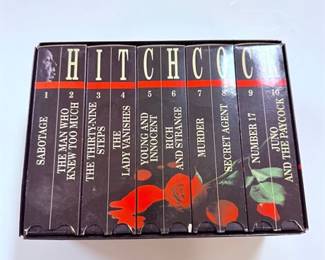 HITCHCOC
1 2 3 4 5 6 7 8 9 10
SABOTAGE
THE MAN WHO
KNEW TOO MUCH
THE THIRTY-NINE
STEPS
THE
LADY VANISHES
YOUNG AND
INNOCENT
RICH
AND STRANGE
MURDER
SECRET AGENT
NUMBER 17
JUNO
AND THE PAYCOCK